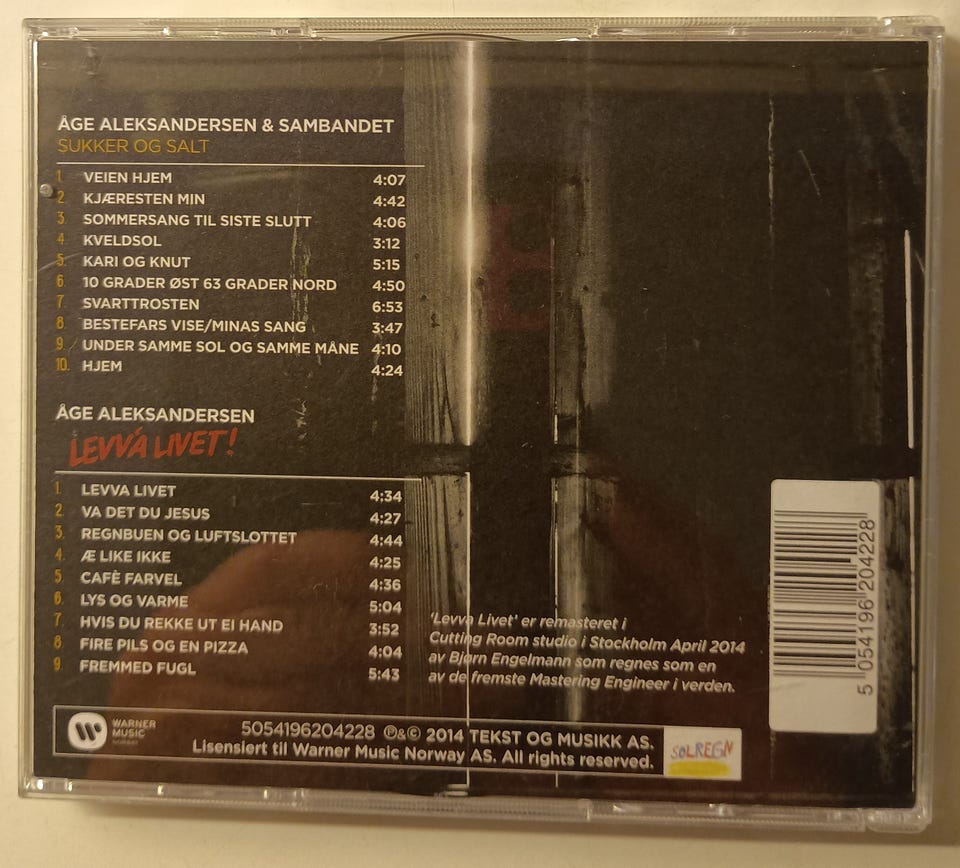 ÅGE ALEKSANDERSEN & SAMBANDET
SUKKER OG SALT
1. VEIEN HJEM 4:07
2. KJÆRESTEN MIN 4:42
3. SOMMERSANG TIL SISTE SLUTT 4:06
4. KVELDSOL 3:12
5. KARI OG KNUT 5:15
6. 10 GRADER ØST 63 GRADER NORD 4:50
7. SVARTTROSTEN 6:53
8. BESTEFARS VISE/MINAS SANG 3:47
9. UNDER SAMME SOL OG SAMME MÅNE 4:10
10. HJEM 4:24
ÅGE ALEKSANDERSEN
LEVVA LIVET!
1. LEVVA LIVET 4;34
2. VA DET DU JESUS 4:27
3. REGNBUEN OG LUFTSLOTTET 4:44
4. Æ LIKE IKKE 4:25
5. CAFÈ FARVEL 4:36
6. LYS OG VARME 5:04
7. HVIS DU REKKE UT EI HAND 3:52
8. FIRE PILS OG EN PIZZA 4:04
9. FREMMED FUGL 5:43
'Levva Livet' er remasteret i
Cutting Room studio i Stockholm April 2014
av Bjørn Engelmann som regnes som en
av de fremste Mastering Engineer i verden.
5 054196 204228
WARNER
MUSIC
NORWAY
5054196204228 ℗&© 2014 TEKST OG MUSIKK AS.
Lisensiert til Warner Music Norway AS. All rights reserved.
SOLREGN